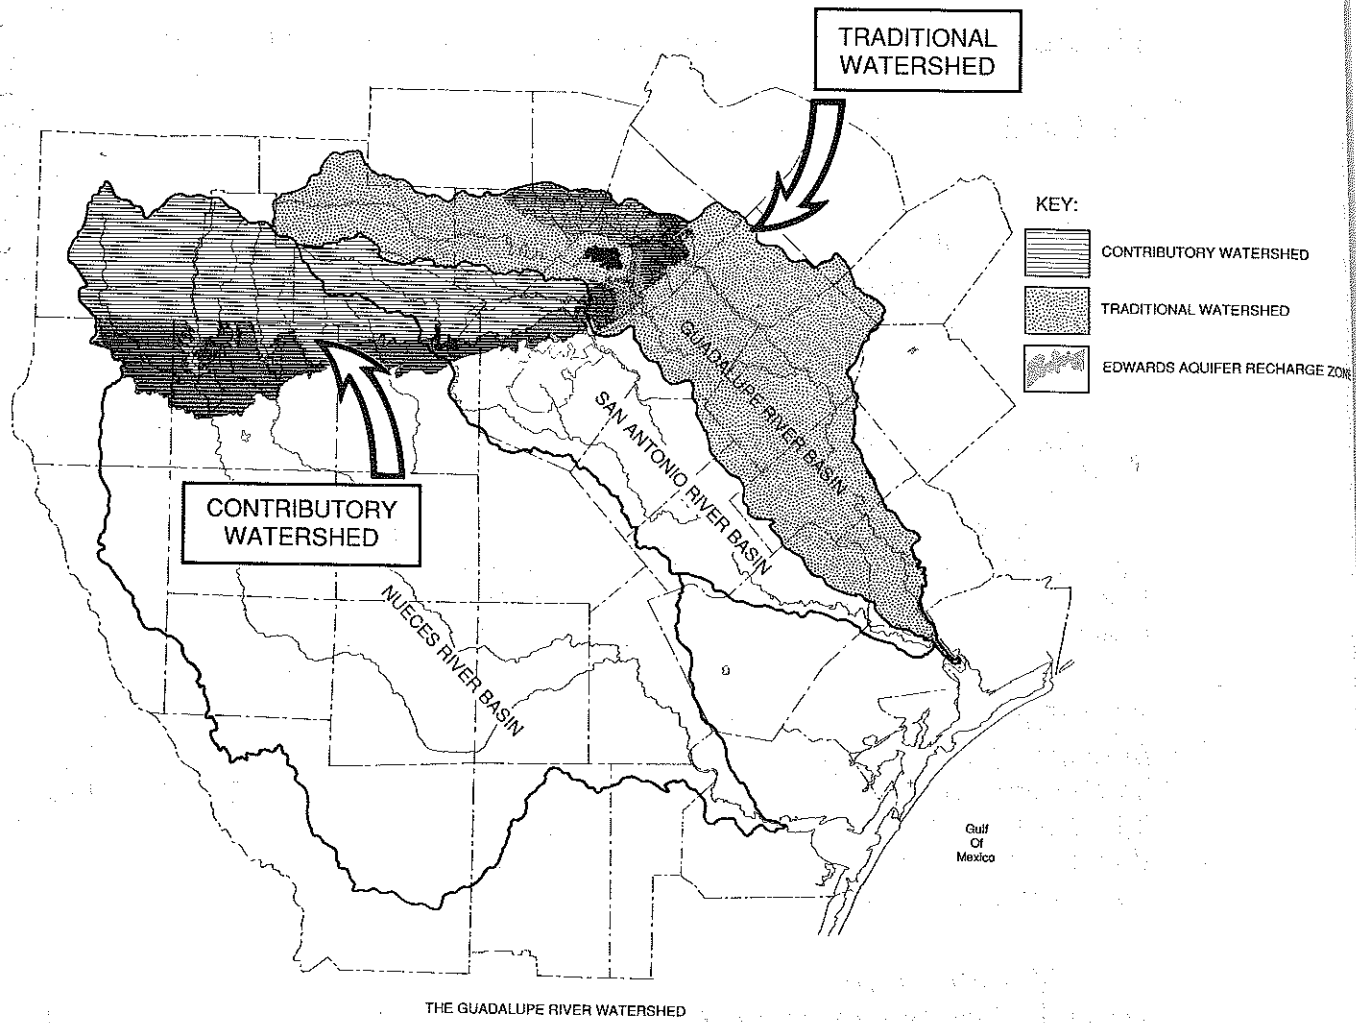 TRADITIONAL
WATERSHED
KEY:
CONTRIBUTORY WATERSHED
TRADITIONAL WATERSHED
EDWARDS AQUIFER RECHARGE ZONE
GUADALUPE RIVER BASIN
SAN ANTONIO RIVER BASIN
CONTRIBUTORY
WATERSHED
NUECES RIVER BASIN
Gulf
Of
Mexico
THE GUADALUPE RIVER WATERSHED